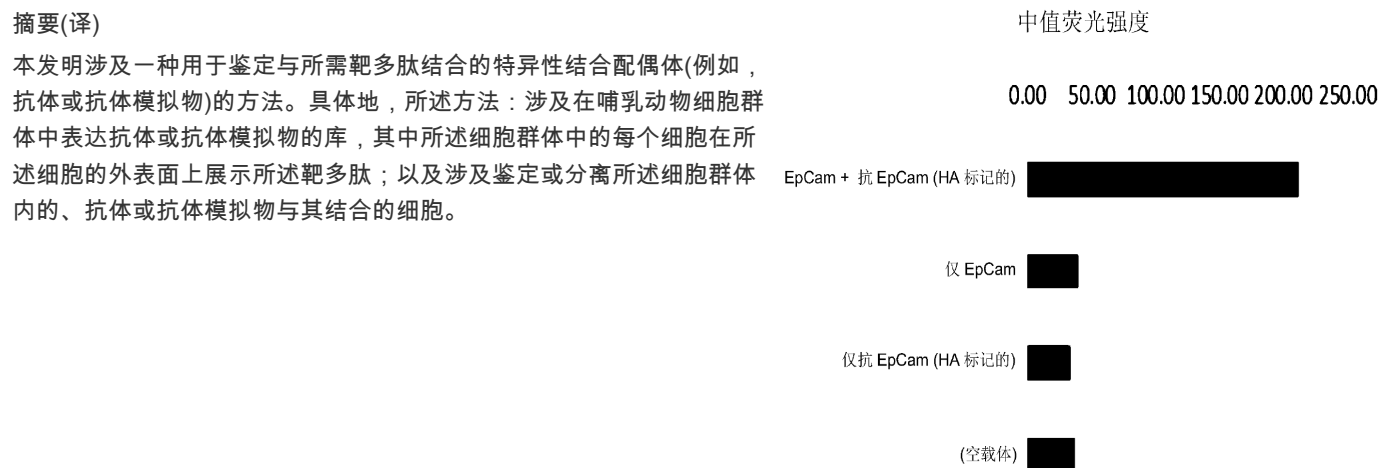 摘要(译)
本发明涉及一种用于鉴定与所需靶多肽结合的特异性结合配偶体(例如，
抗体或抗体模拟物)的方法。具体地，所述方法：涉及在哺乳动物细胞群
体中表达抗体或抗体模拟物的库，其中所述细胞群体中的每个细胞在所
述细胞的外表面上展示所述靶多肽；以及涉及鉴定或分离所述细胞群体
内的、抗体或抗体模拟物与其结合的细胞。
中值荧光强度
0.00 50.00 100.00 150.00 200.00 250.00
EpCam + 抗 EpCam (HA 标记的)
仅 EpCam
仅抗 EpCam (HA 标记的)
(空载体)